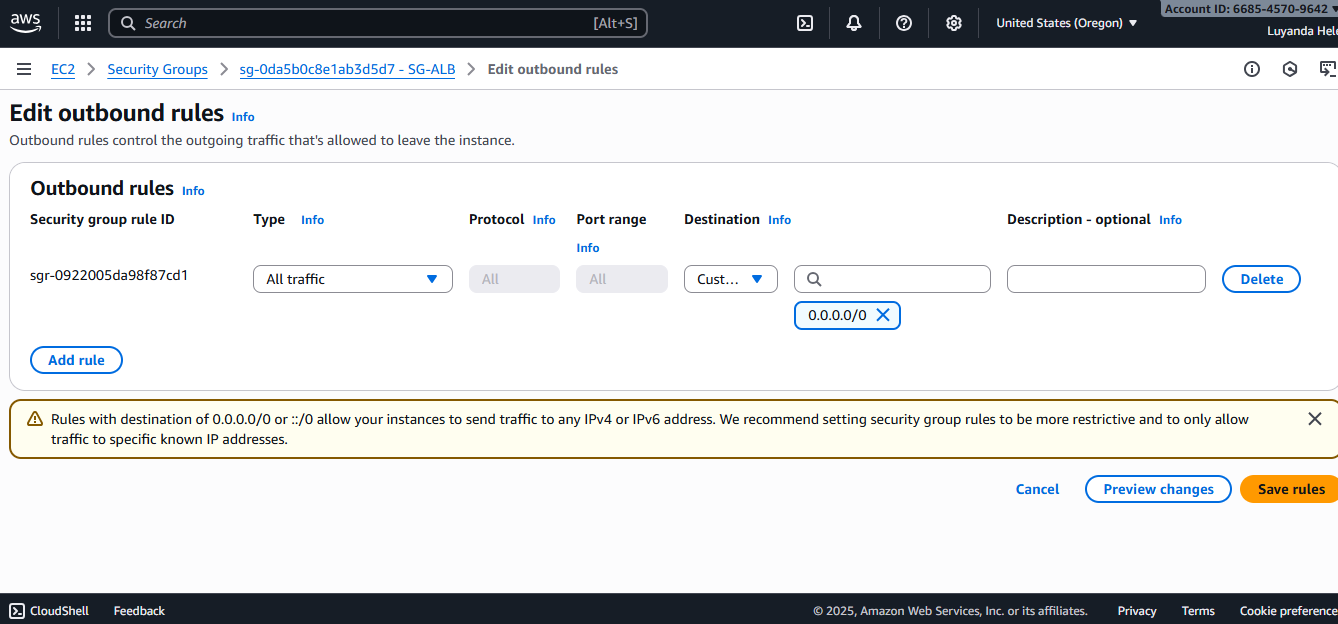 aws
Search [Alt+S]
United States (Oregon)
Account ID: 6685-4570-9642
Luyanda Hel
EC2 > Security Groups > sg-0da5b0c8e1ab3d5d7 - SG-ALB > Edit outbound rules
Edit outbound rules Info
Outbound rules control the outgoing traffic that's allowed to leave the instance.
Outbound rules Info
Security group rule ID Type Info Protocol Info Port range Destination Info Description - optional Info
Info
sgr-0922005da98f87cd1 All traffic All All Cust... Delete
0.0.0.0/0
Add rule
Rules with destination of 0.0.0.0/0 or ::/0 allow your instances to send traffic to any IPv4 or IPv6 address. We recommend setting security group rules to be more restrictive and to only allow
traffic to specific known IP addresses.
Cancel Preview changes Save rules
CloudShell Feedback © 2025, Amazon Web Services, Inc. or its affiliates. Privacy Terms Cookie preference